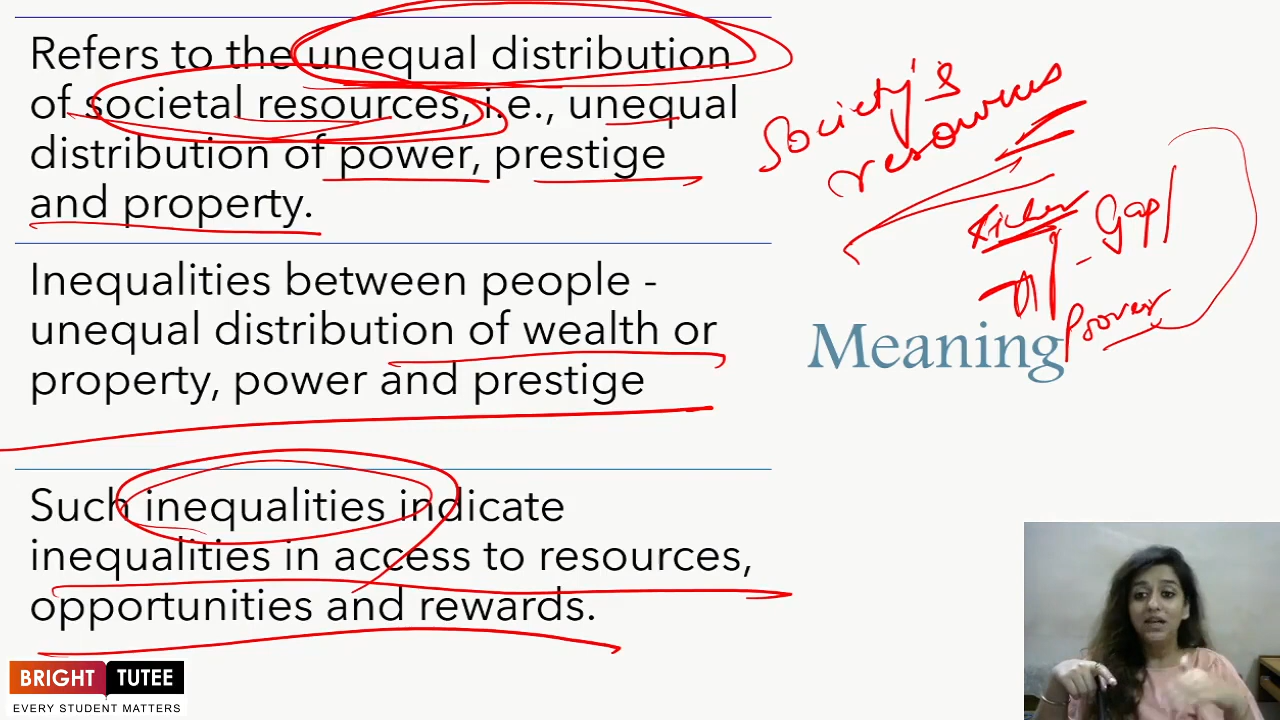 Refers to the unequal distribution
of societal resources, i.e., unequal
distribution of power, prestige
and property.
Inequalities between people -
unequal distribution of wealth or
property, power and prestige
Such inequalities indicate
inequalities in access to resources,
opportunities and rewards.
Society's
resources
Richer
Gap
Poorer
Meaning
BRIGHT TUTEE
EVERY STUDENT MATTERS